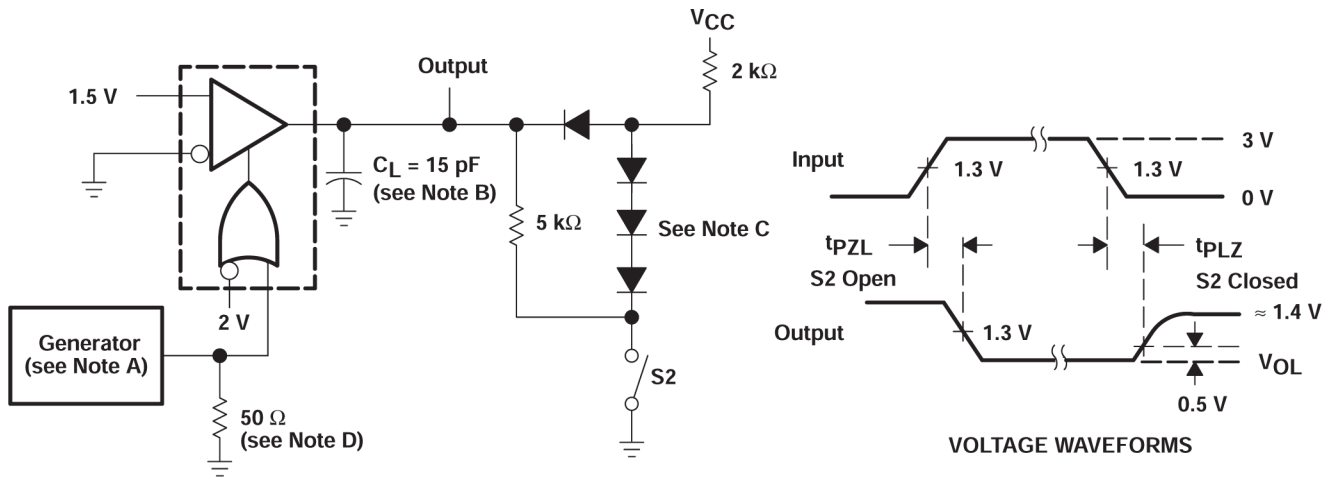 VCC
2 kΩ
Output
1.5 V
CL = 15 pF
(see Note B)
5 kΩ
See Note C
2 V
Generator
(see Note A)
50 Ω
(see Note D)
S2
Input
3 V
1.3 V
1.3 V
0 V
tPZL
tPLZ
S2 Open
S2 Closed
Output
1.3 V
≈ 1.4 V
VOL
0.5 V
VOLTAGE WAVEFORMS